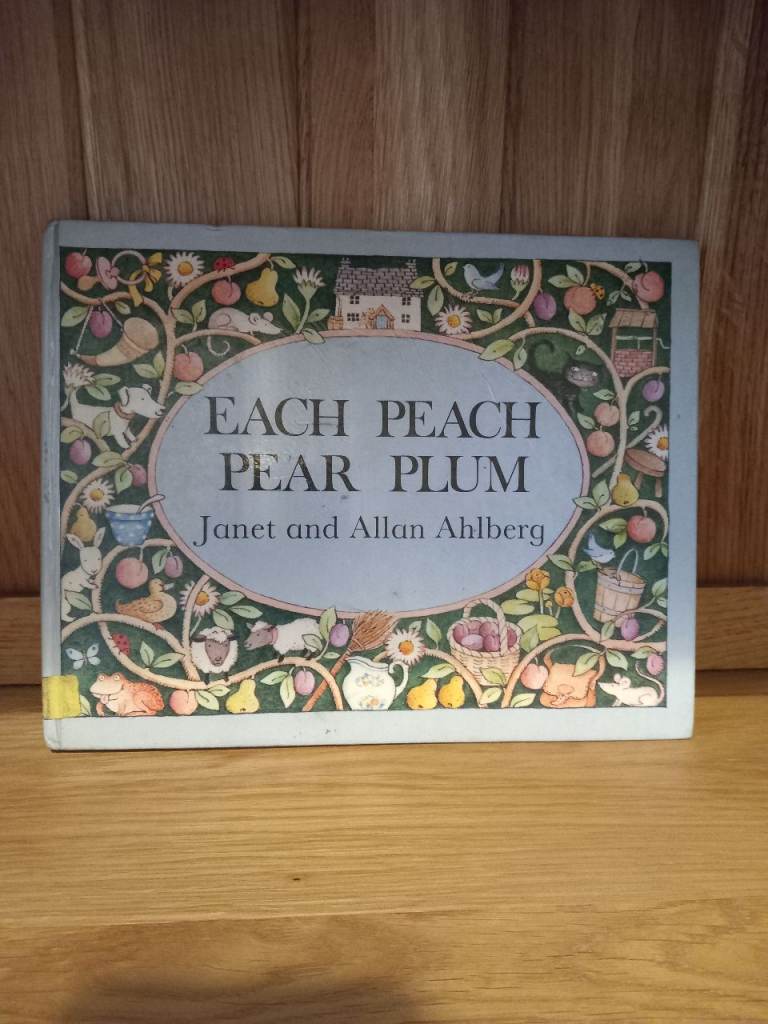 EACH PEACH
PEAR PLUM
Janet and Allan Ahlberg